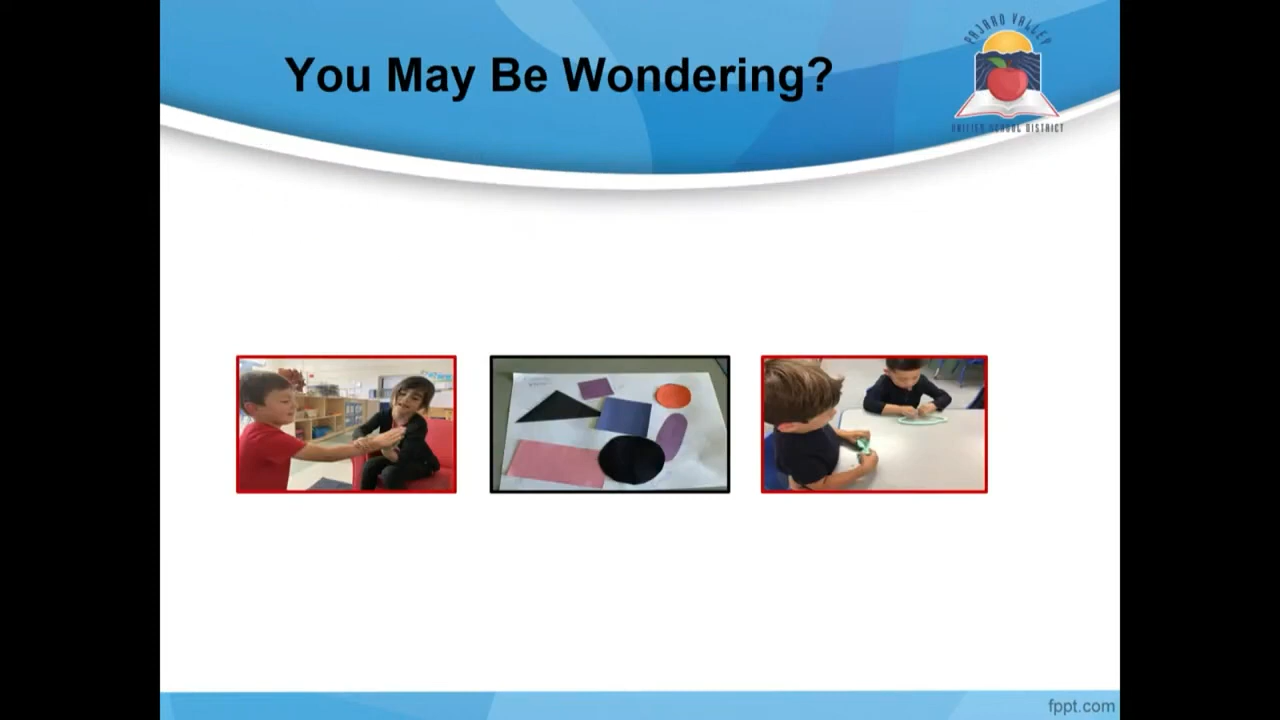 You May Be Wondering?
PAJARO VALLEY
UNIFIED SCHOOL DISTRICT
fppt.com